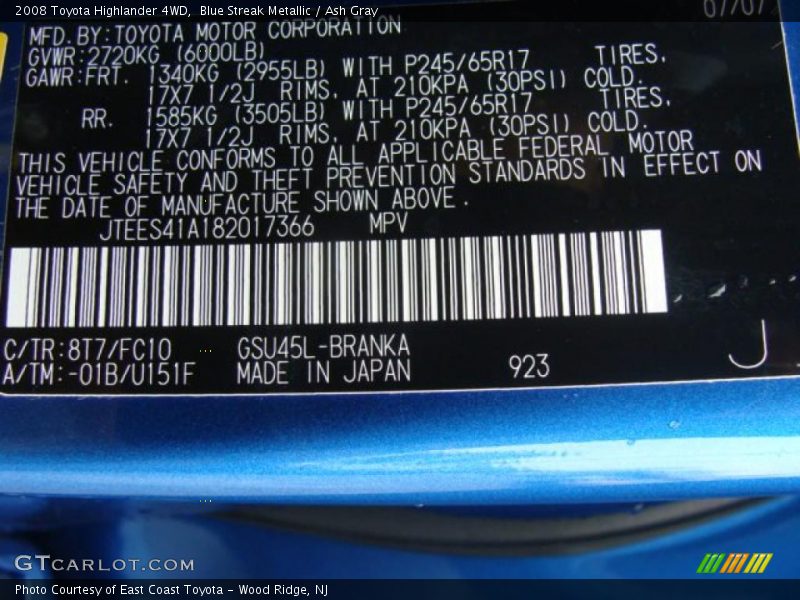 2008 Toyota Highlander 4WD, Blue Streak Metallic / Ash Gray
07/07
MFD. BY: TOYOTA MOTOR CORPORATION
GVWR: 2720KG (6000LB)
GAWR: FRT. 1340KG (2955LB) WITH P245/65R17 TIRES,
17X7 1/2J RIMS, AT 210KPA (30PSI) COLD.
RR. 1585KG (3505LB) WITH P245/65R17 TIRES,
17X7 1/2J RIMS, AT 210KPA (30PSI) COLD.
THIS VEHICLE CONFORMS TO ALL APPLICABLE FEDERAL MOTOR
VEHICLE SAFETY AND THEFT PREVENTION STANDARDS IN EFFECT ON
THE DATE OF MANUFACTURE SHOWN ABOVE.
JTEES41A182017366 MPV
C/TR: 8T7/FC10 GSU45L-BRANKA
A/TM: -01B/U151F MADE IN JAPAN 923 J
GTCARLOT.COM
Photo Courtesy of East Coast Toyota - Wood Ridge, NJ